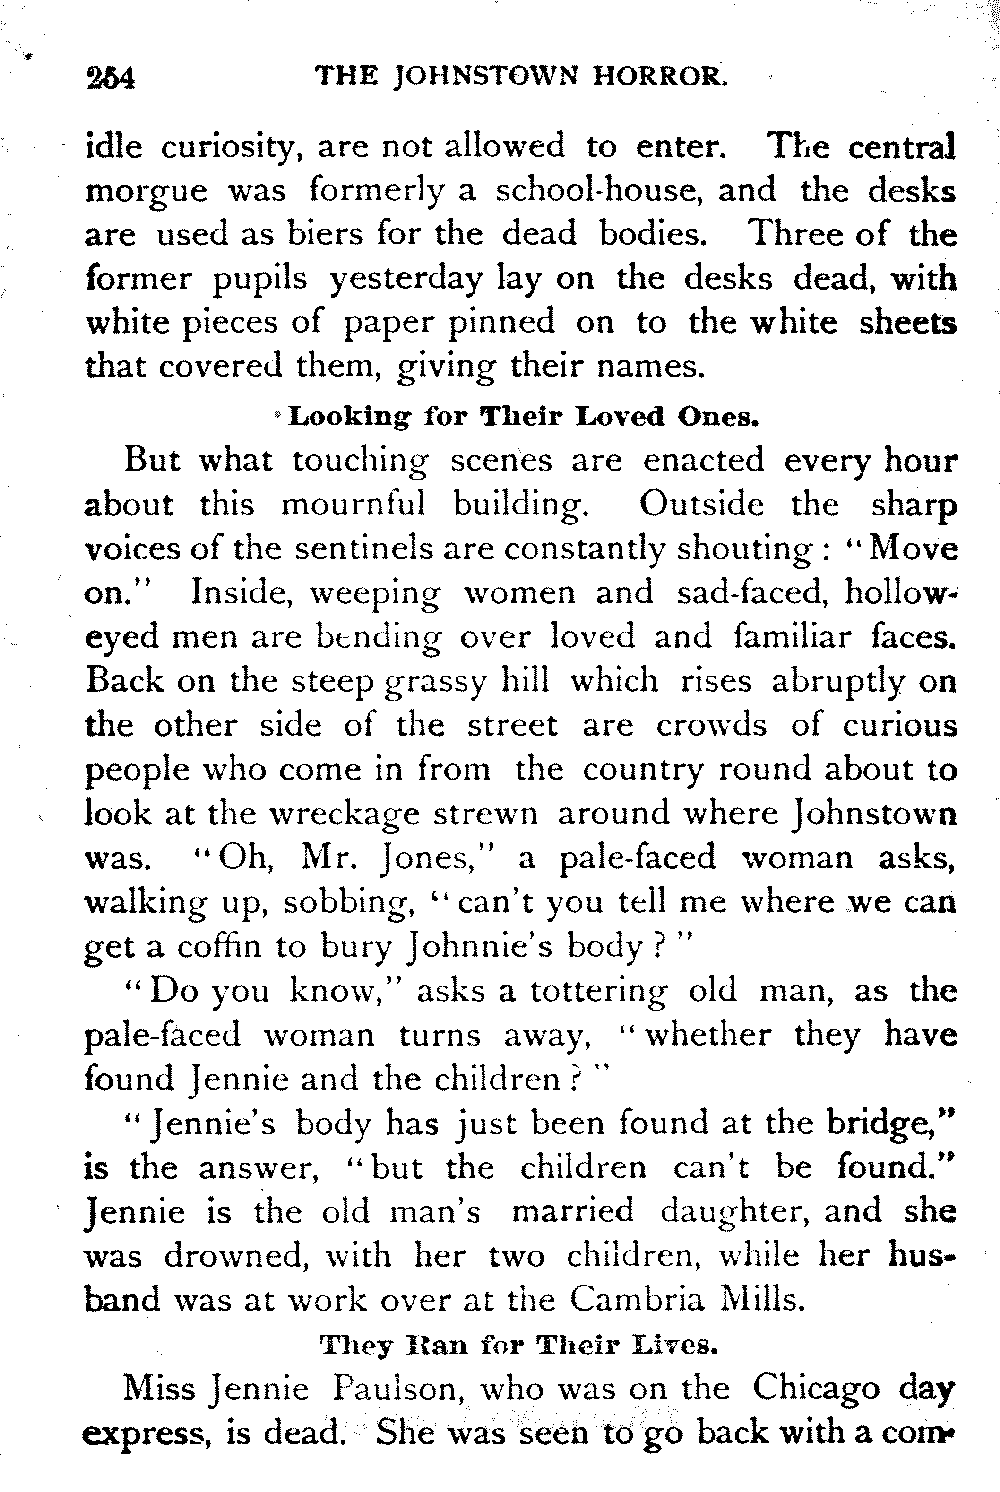 254 THE JOHNSTOWN HORROR.
idle curiosity, are not allowed to enter. The central
morgue was formerly a school-house, and the desks
are used as biers for the dead bodies. Three of the
former pupils yesterday lay on the desks dead, with
white pieces of paper pinned on to the white sheets
that covered them, giving their names.
Looking for Their Loved Ones.
But what touching scenes are enacted every hour
about this mournful building. Outside the sharp
voices of the sentinels are constantly shouting: "Move
on." Inside, weeping women and sad-faced, hollow-
eyed men are bending over loved and familiar faces.
Back on the steep grassy hill which rises abruptly on
the other side of the street are crowds of curious
people who come in from the country round about to
look at the wreckage strewn around where Johnstown
was. "Oh, Mr. Jones," a pale-faced woman asks,
walking up, sobbing, "can't you tell me where we can
get a coffin to bury Johnnie's body?"
"Do you know," asks a tottering old man, as the
pale-faced woman turns away, "whether they have
found Jennie and the children?"
"Jennie's body has just been found at the bridge,"
is the answer, "but the children can't be found."
Jennie is the old man's married daughter, and she
was drowned, with her two children, while her hus-
band was at work over at the Cambria Mills.
They Ran for Their Lives.
Miss Jennie Paulson, who was on the Chicago day
express, is dead. She was seen to go back with a com-